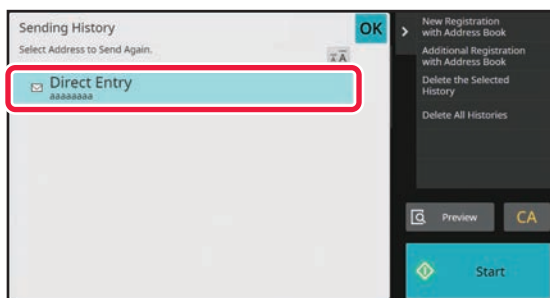 Sending History
OK
Select Address to Send Again.
Direct Entry
aaaaaaaa
New Registration
with Address Book
Additional Registration
with Address Book
Delete the Selected
History
Delete All Histories
Preview
CA
Start